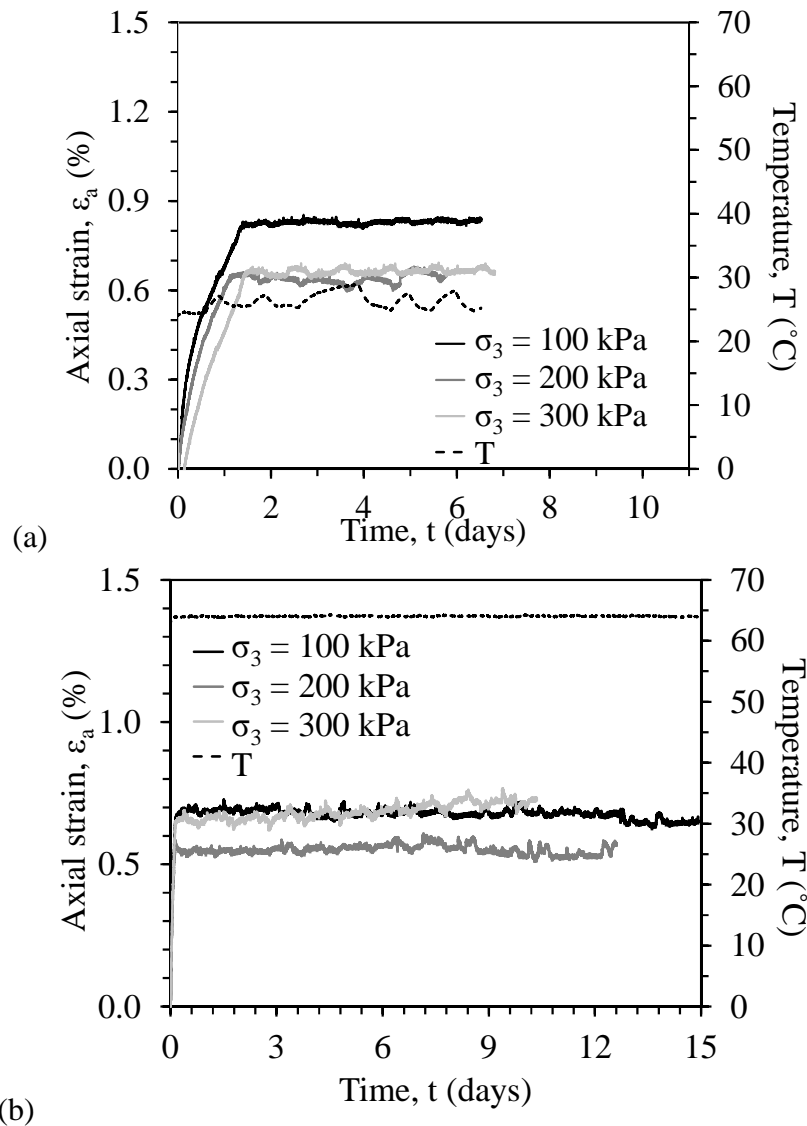 1.5
1.2
0.9
0.6
0.3
0.0
Axial strain, εa (%)
70
60
50
40
30
20
10
0
Temperature, T (˚C)
σ3 = 100 kPa
σ3 = 200 kPa
σ3 = 300 kPa
T
0 2 4 6 8 10
Time, t (days)
(a)
1.5
1.0
0.5
0.0
Axial strain, εa (%)
70
60
50
40
30
20
10
0
Temperature, T (˚C)
σ3 = 100 kPa
σ3 = 200 kPa
σ3 = 300 kPa
T
0 3 6 9 12 15
Time, t (days)
(b)